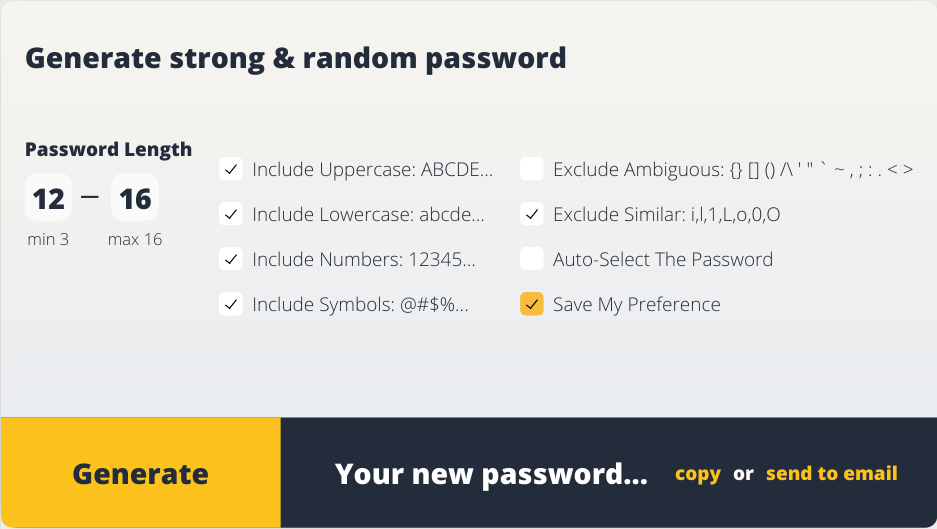 Generate strong & random password
Password Length
12 – 16
min 3 max 16
Include Uppercase: ABCDE...
Include Lowercase: abcde...
Include Numbers: 12345...
Include Symbols: @#$%...
Exclude Ambiguous: {} [] () /\ ' " ` ~ , ; : . < >
Exclude Similar: i,l,1,L,o,0,O
Auto-Select The Password
Save My Preference
Generate
Your new password... copy or send to email